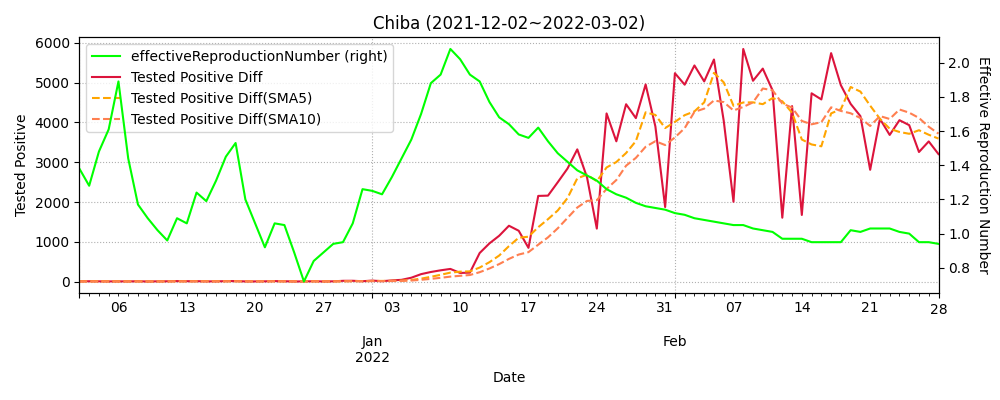 Chiba (2021-12-02~2022-03-02)
effectiveReproductionNumber (right)
Tested Positive Diff
Tested Positive Diff(SMA5)
Tested Positive Diff(SMA10)
Tested Positive
6000
5000
4000
3000
2000
1000
0
2.0
1.8
1.6
1.4
1.2
1.0
0.8
Effective Reproduction Number
06 13 20 27 03 10 17 24 31 07 14 21 28
Jan Feb
2022
Date